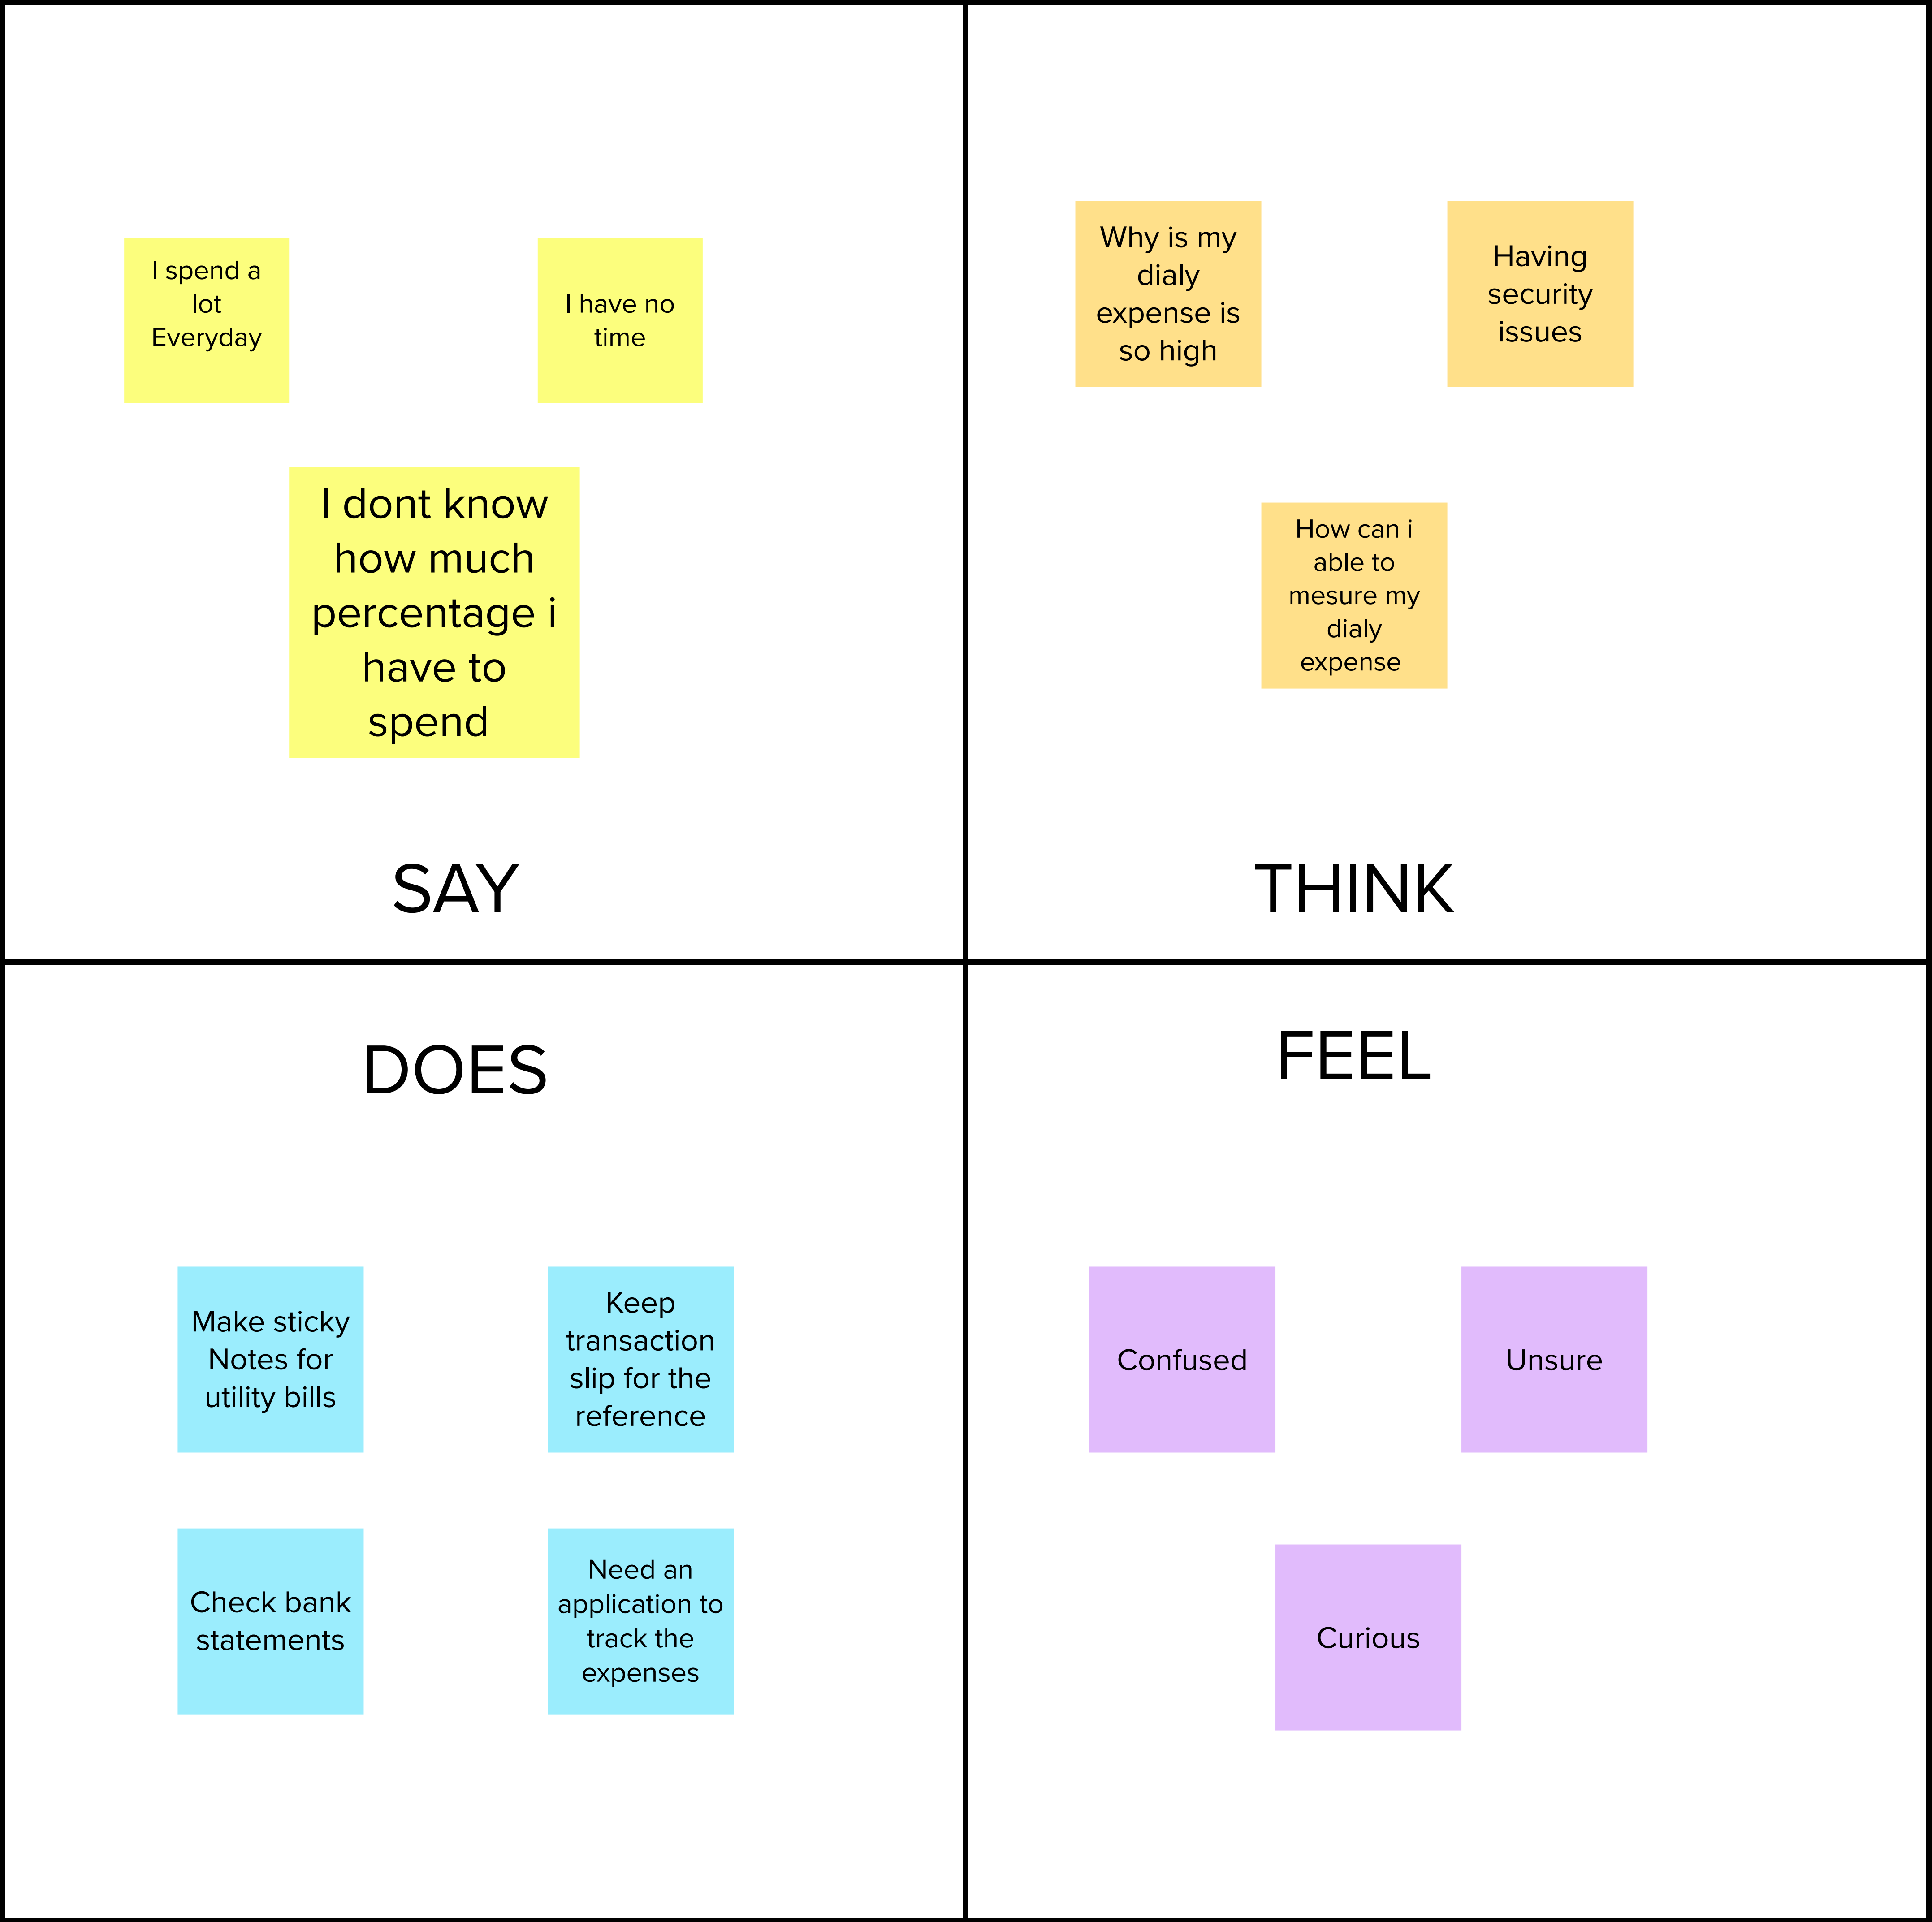 I spend a
lot
Everyday
I have no
time
I dont know
how much
percentage i
have to
spend
SAY
Why is my
dialy
expense is
so high
Having
security
issues
How can i
able to
mesure my
dialy
expense
THINK
DOES
Make sticky
Notes for
utility bills
Keep
transaction
slip for the
reference
Check bank
statements
Need an
application to
track the
expenses
FEEL
Confused
Unsure
Curious